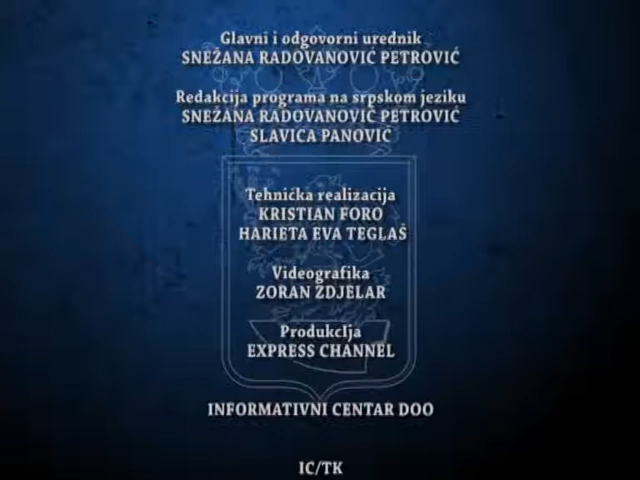 Glavni i odgovorni urednik
SNEŽANA RADOVANOVIĆ PETROVIĆ
Redakcija programa na srpskom jeziku
SNEŽANA RADOVANOVIĆ PETROVIĆ
SLAVICA PANOVIĆ
Tehnička realizacija
KRISTIAN FORO
HARIETA EVA TEGLAŠ
Videografika
ZORAN ZDJELAR
ProdukcIja
EXPRESS CHANNEL
INFORMATIVNI CENTAR DOO
IC/TK